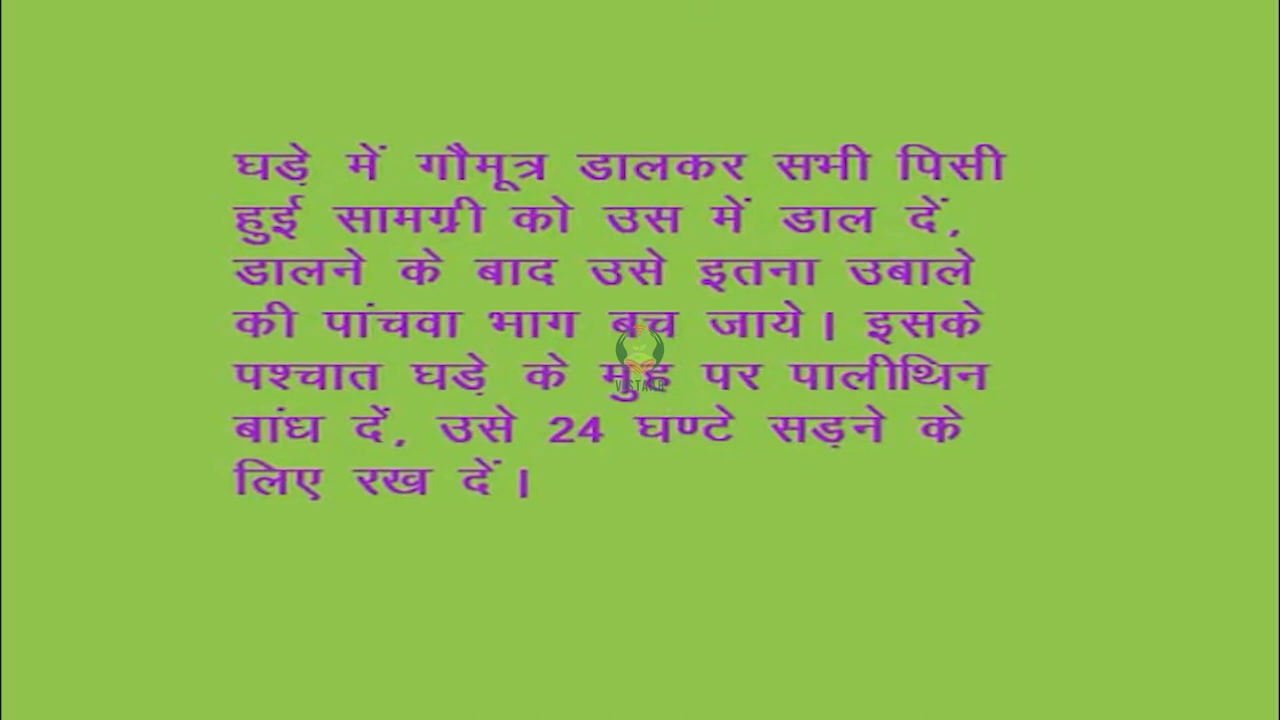 घड़े में गौमूत्र डालकर सभी पिसी
हुई सामग्री को उस में डाल दें,
डालने के बाद उसे इतना उबाले
की पांचवा भाग बच जाये। इसके
पश्चात घड़े के मुह पर पालीथिन
बांध दें, उसे 24 घण्टे सड़ने के
लिए रख दें।
VISTAAR